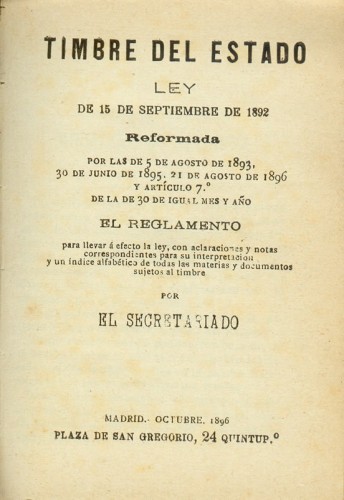 TIMBRE DEL ESTADO
LEY
DE 15 DE SEPTIEMBRE DE 1892
Reformada
POR LAS DE 5 DE AGOSTO DE 1893,
30 DE JUNIO DE 1895, 21 DE AGOSTO DE 1896
Y ARTÍCULO 7.º
DE LA DE 30 DE IGUAL MES Y AÑO
EL REGLAMENTO
para llevar á efecto la ley, con aclaraciones y notas
correspondientes para su interpretación
y un índice alfabético de todas las materias y documentos
sujetos al timbre
POR
EL SECRETARIADO
MADRID.- OCTUBRE, 1896
PLAZA DE SAN GREGORIO, 24 QUINTUP.º